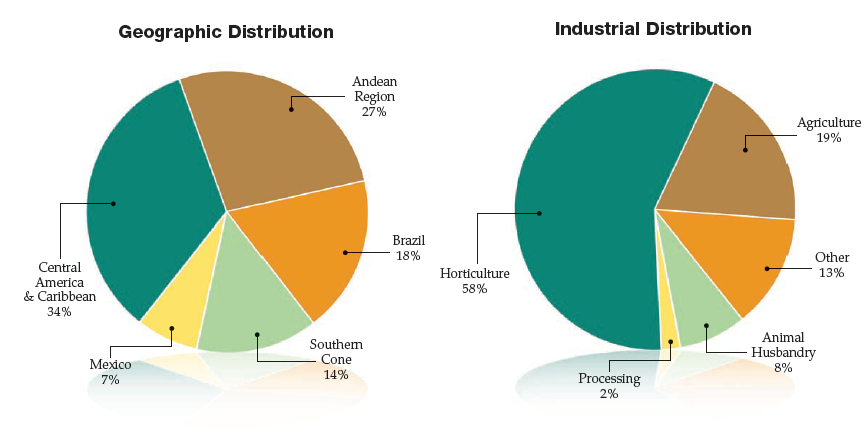 Geographic Distribution
Andean
Region
27%
Brazil
18%
Southern
Cone
14%
Mexico
7%
Central
America
& Caribbean
34%
Industrial Distribution
Agriculture
19%
Other
13%
Animal
Husbandry
8%
Processing
2%
Horticulture
58%